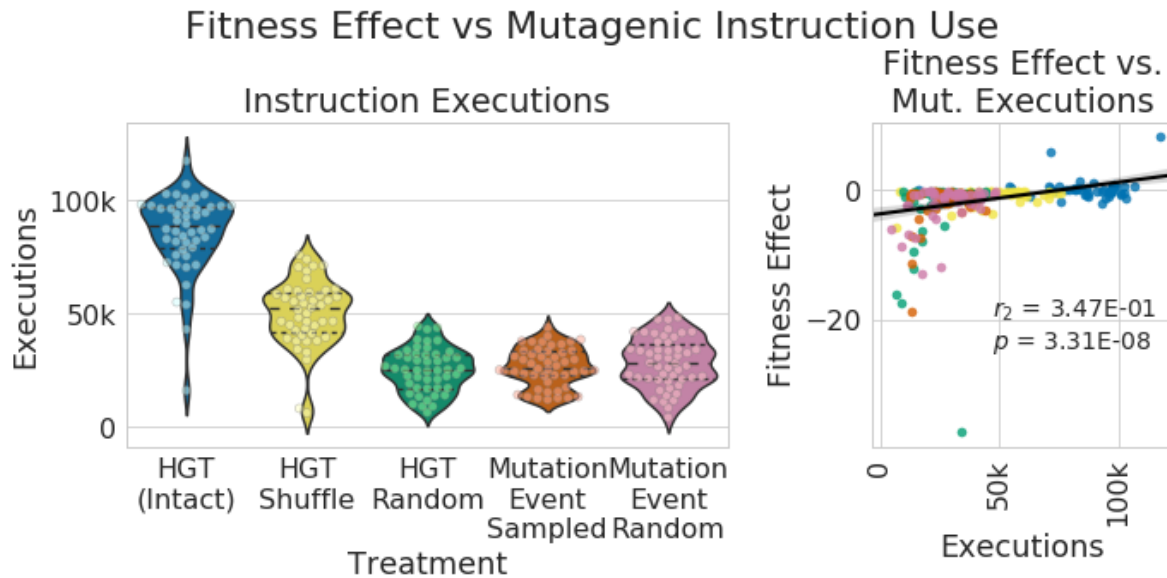 Fitness Effect vs Mutagenic Instruction Use
Instruction Executions
Executions
100k
50k
0
HGT
(Intact)
HGT
Shuffle
HGT
Random
Mutation
Event
Sampled
Mutation
Event
Random
Treatment
Fitness Effect vs.
Mut. Executions
Fitness Effect
0
−20
r₂ = 3.47E-01
p = 3.31E-08
0
50k
100k
Executions